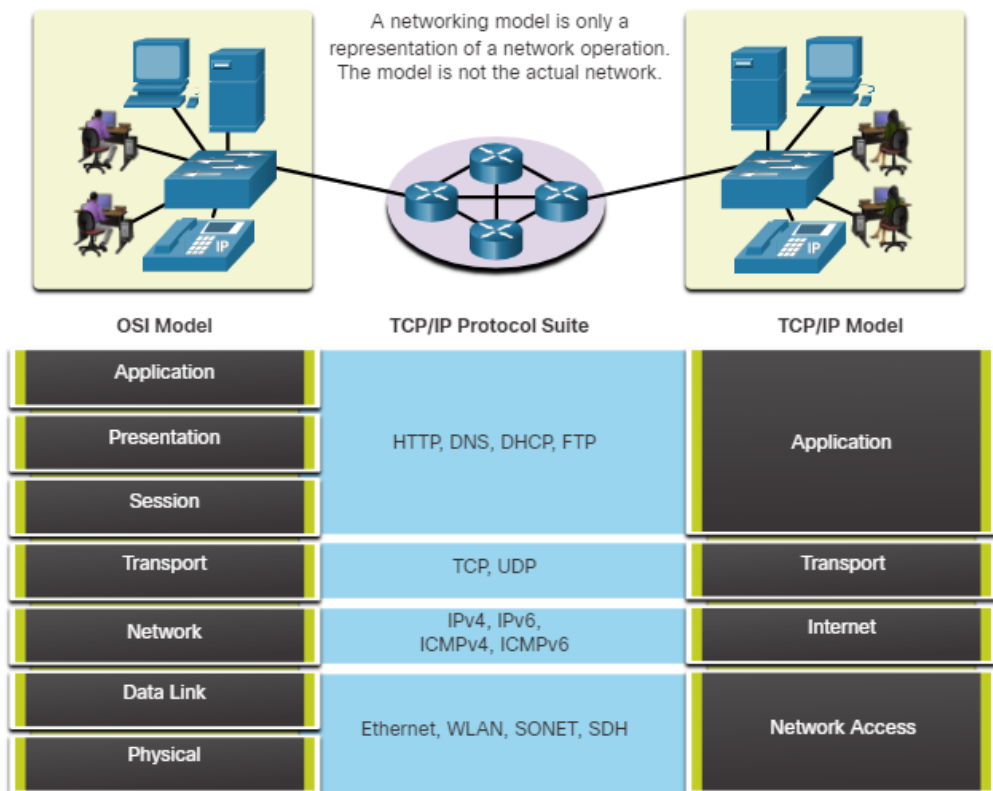 A networking model is only a
representation of a network operation.
The model is not the actual network.
IP
IP
OSI Model
TCP/IP Protocol Suite
TCP/IP Model
Application
Presentation
Session
HTTP, DNS, DHCP, FTP
Application
Transport
TCP, UDP
Transport
Network
IPv4, IPv6,
ICMPv4, ICMPv6
Internet
Data Link
Physical
Ethernet, WLAN, SONET, SDH
Network Access